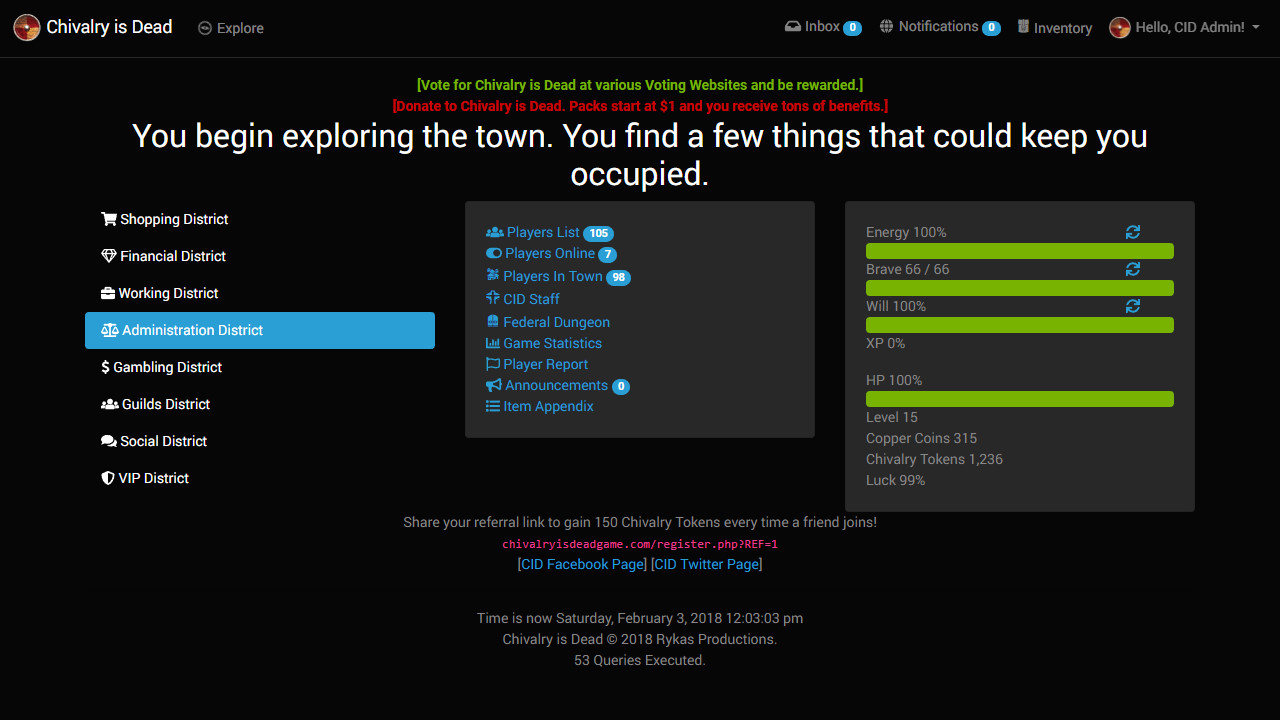 Chivalry is Dead
Explore
Inbox 0
Notifications 0
Inventory
Hello, CID Admin!
[Vote for Chivalry is Dead at various Voting Websites and be rewarded.]
[Donate to Chivalry is Dead. Packs start at $1 and you receive tons of benefits.]
You begin exploring the town. You find a few things that could keep you
occupied.
Shopping District
Financial District
Working District
Administration District
Gambling District
Guilds District
Social District
VIP District
Players List 105
Players Online 7
Players In Town 98
CID Staff
Federal Dungeon
Game Statistics
Player Report
Announcements 0
Item Appendix
Energy 100%
Brave 66 / 66
Will 100%
XP 0%
HP 100%
Level 15
Copper Coins 315
Chivalry Tokens 1,236
Luck 99%
Share your referral link to gain 150 Chivalry Tokens every time a friend joins!
chivalryisdeadgame.com/register.php?REF=1
[CID Facebook Page] [CID Twitter Page]
Time is now Saturday, February 3, 2018 12:03:03 pm
Chivalry is Dead © 2018 Rykas Productions.
53 Queries Executed.